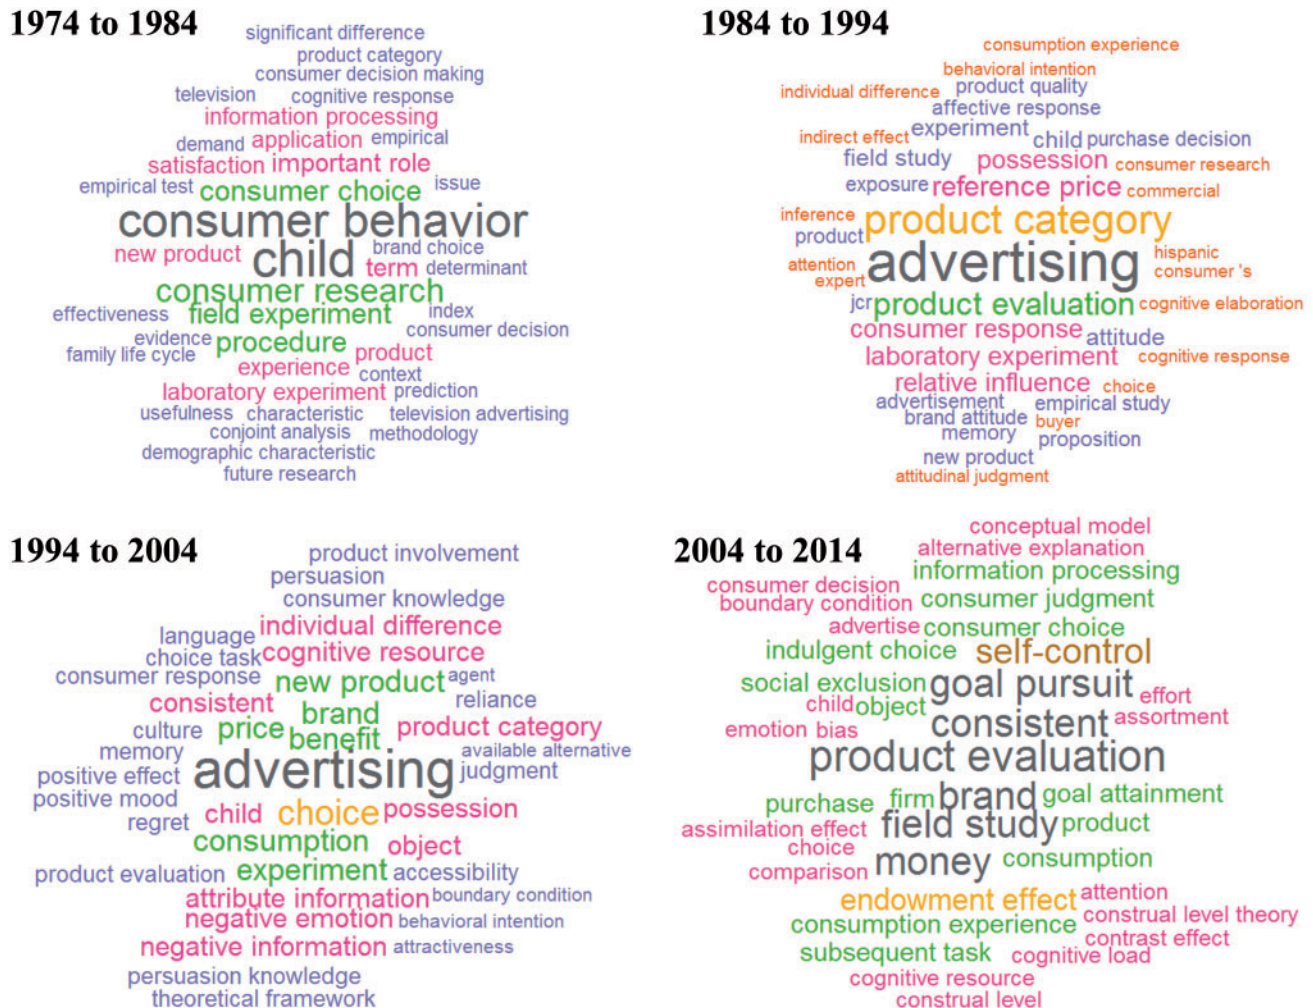 1974 to 1984
significant difference
product category
consumer decision making
television cognitive response
information processing
demand application empirical
satisfaction important role
empirical test consumer choice issue
consumer behavior
new product child brand choice
term determinant
consumer research
effectiveness field experiment index
consumer decision
evidence procedure product
family life cycle
experience context
laboratory experiment prediction
usefulness characteristic television advertising
conjoint analysis methodology
demographic characteristic
future research
1984 to 1994
consumption experience
behavioral intention
individual difference product quality
affective response
indirect effect experiment child purchase decision
field study possession consumer research
exposure reference price commercial
inference product category
product
advertising hispanic
attention consumer 's
expert
jcr product evaluation cognitive elaboration
consumer response attitude
laboratory experiment cognitive response
relative influence choice
advertisement empirical study
brand attitude buyer
memory proposition
new product
attitudinal judgment
1994 to 2004
product involvement
persuasion
consumer knowledge
language individual difference
choice task cognitive resource
consumer response new product agent
consistent brand reliance
culture price benefit product category
memory available alternative
positive effect advertising judgment
positive mood
regret child choice possession
consumption object
product evaluation experiment accessibility
attribute information boundary condition
negative emotion behavioral intention
negative information attractiveness
persuasion knowledge
theoretical framework
2004 to 2014
conceptual model
alternative explanation
information processing
consumer decision
boundary condition consumer judgment
advertise consumer choice
indulgent choice self-control
social exclusion goal pursuit effort
child object
consistent assortment
emotion bias
product evaluation
purchase firm brand goal attainment
assimilation effect field study product
choice
comparison money consumption
endowment effect attention
consumption experience construal level theory
contrast effect
subsequent task cognitive load
cognitive resource
construal level